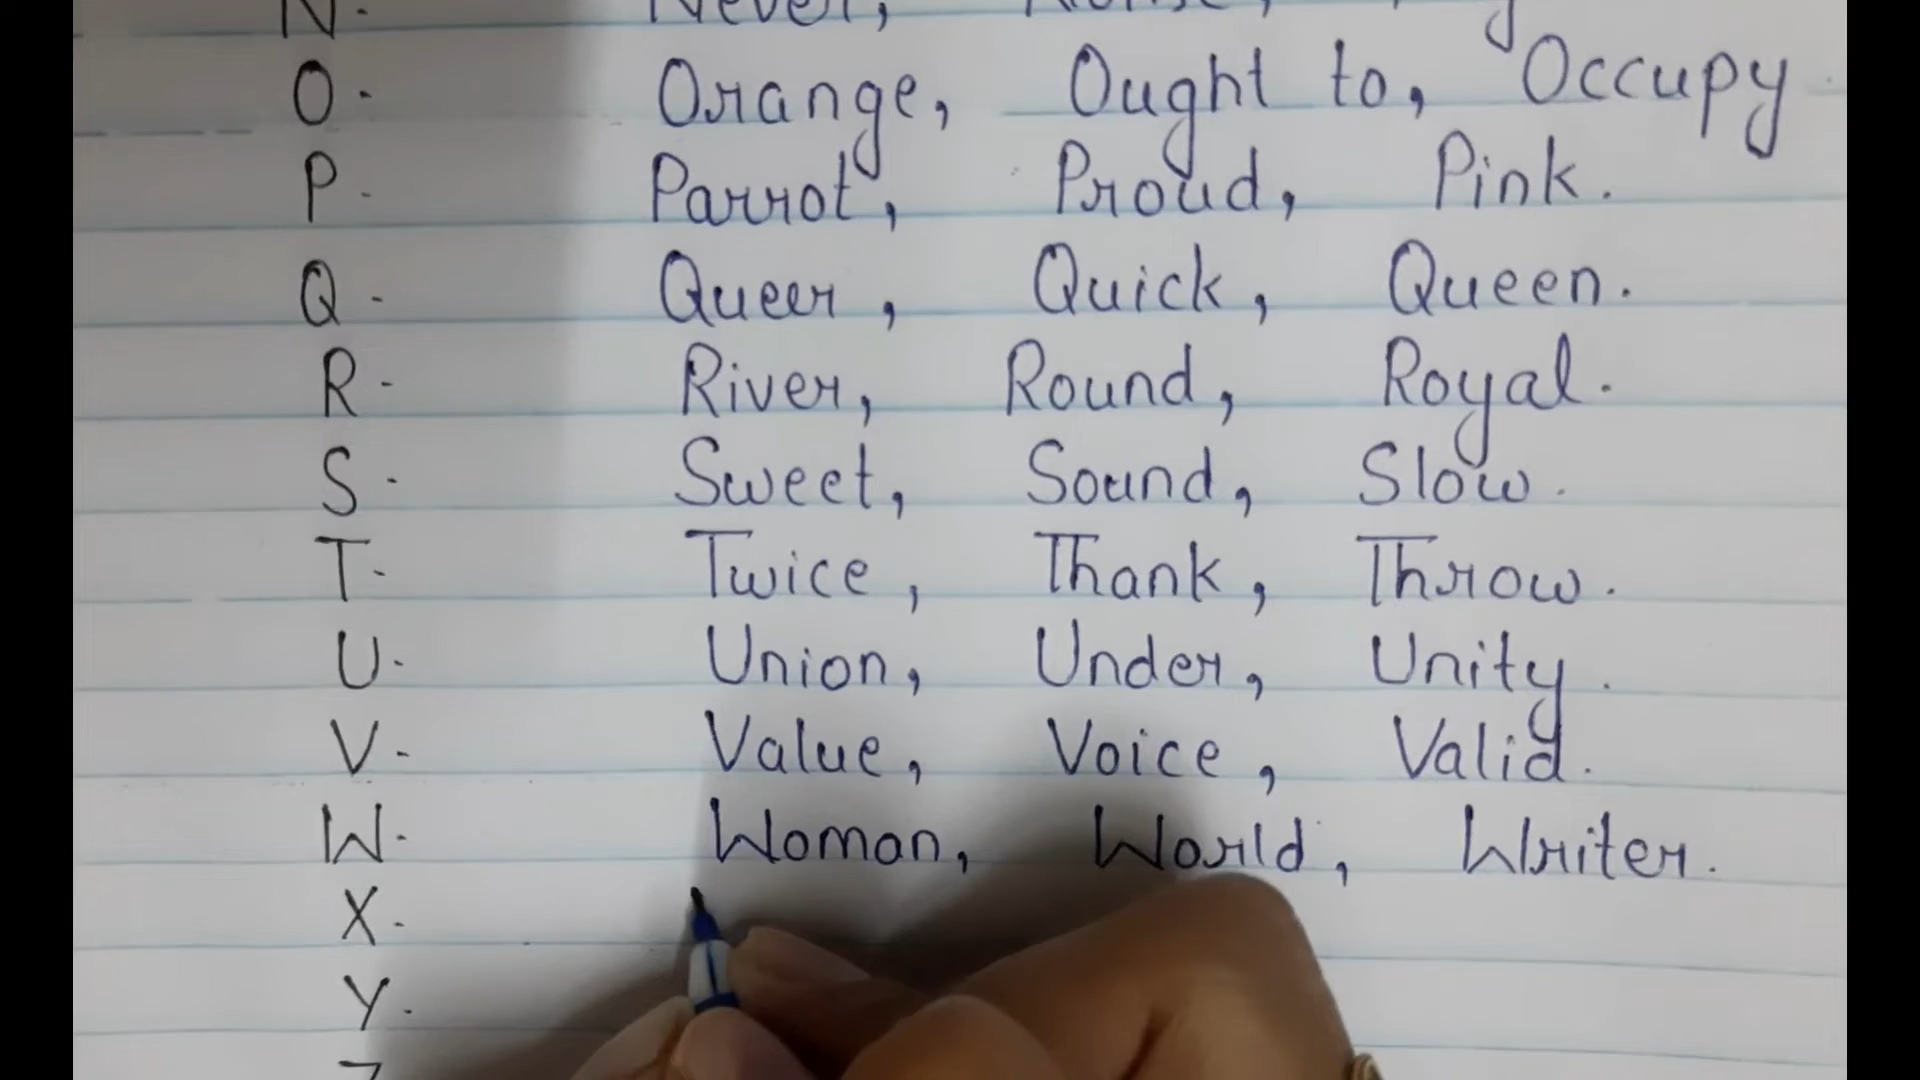 N. Never,
O. Orange, Ought to, Occupy
P. Parrot, Proud, Pink.
Q. Queer, Quick, Queen.
R. River, Round, Royal.
S. Sweet, Sound, Slow.
T. Twice, Thank, Throw.
U. Union, Under, Unity.
V. Value, Voice, Valid.
W. Woman, World, Writer.
X.
Y.
Z